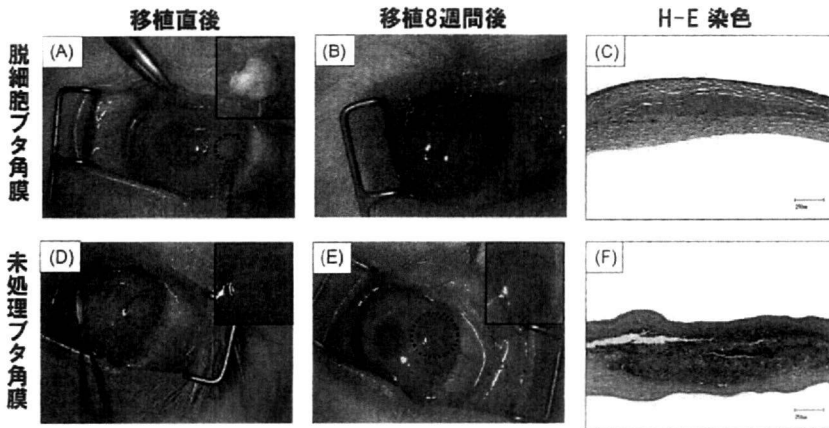 移植直後
移植8週間後
H-E 染色
脱細胞ブタ角膜
(A)
(B)
(C)
未処理ブタ角膜
(D)
(E)
(F)